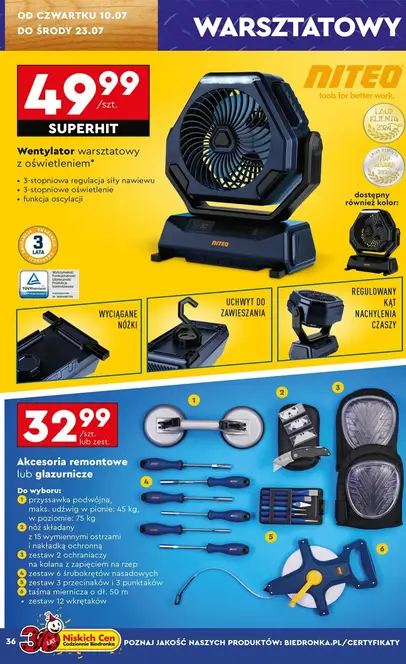 OD CZWARTKU 10.07
DO ŚRODY 23.07
WARSZTATOWY
49.99
/szt.
SUPERHIT
Wentylator warsztatowy
z oświetleniem*
• 3-stopniowa regulacja siły nawiewu
• 3-stopniowe oświetlenie
• funkcja oscylacji
NITEO
tools for better work.
LAUR
KLIENTA
dostępny
również kolor:
3
LATA
NITEO
WYCIĄGANE
NÓŻKI
UCHWYT DO
ZAWIESZANIA
REGULOWANY
KĄT
NACHYLENIA
CZASZY
32.99
/szt.
lub zest.
Akcesoria remontowe
lub glazurnicze
Do wyboru:
1 przyssawka podwójna,
maks. udźwig w pionie: 45 kg,
w poziomie: 75 kg
2 nóż składany
z 15 wymiennymi ostrzami
i nakładką ochronną
3 zestaw 2 ochraniaczy
na kolana z zapięciem na rzep
4 zestaw 6 śrubokrętów nasadowych
5 zestaw 3 przecinaków i 3 punktaków
6 taśma miernicza o dł. 50 m
• zestaw 12 wkrętaków
1
2
3
4
5
6
36
30 LAT
Niskich Cen
Codziennie Biedronka
POZNAJ JAKOŚĆ NASZYCH PRODUKTÓW: BIEDRONKA.PL/CERTYFIKATY